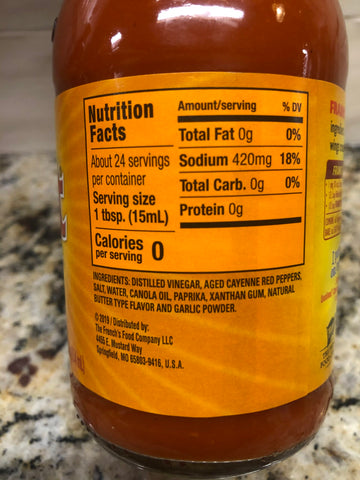 Nutrition
Facts
About 24 servings
per container
Serving size
1 tbsp. (15mL)
Calories
per serving 0
Amount/serving % DV
Total Fat 0g 0%
Sodium 420mg 18%
Total Carb. 0g 0%
Protein 0g
INGREDIENTS: DISTILLED VINEGAR, AGED CAYENNE RED PEPPERS,
SALT, WATER, CANOLA OIL, PAPRIKA, XANTHAN GUM, NATURAL
BUTTER TYPE FLAVOR AND GARLIC POWDER.
© 2019 / Distributed by:
The French's Food Company LLC
4455 E. Mustard Way
Springfield, MO 65803-9416, U.S.A.